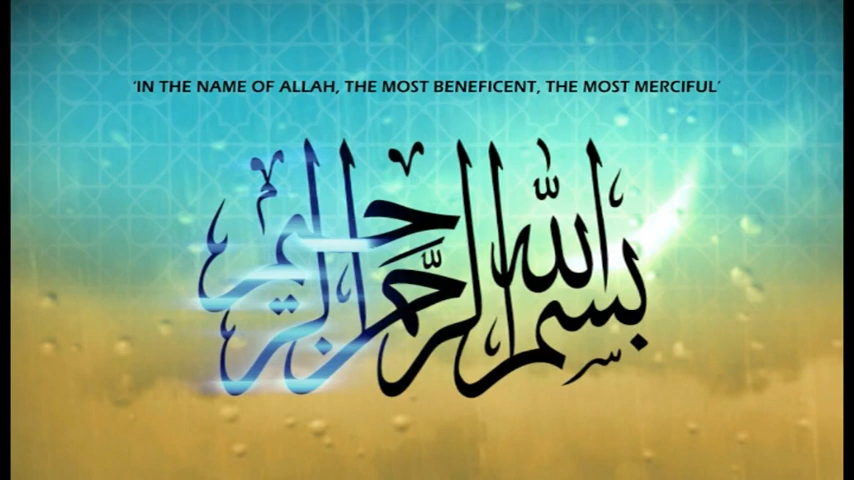 ‘IN THE NAME OF ALLAH, THE MOST BENEFICENT, THE MOST MERCIFUL’
بسم الله الرحمن الرحيم